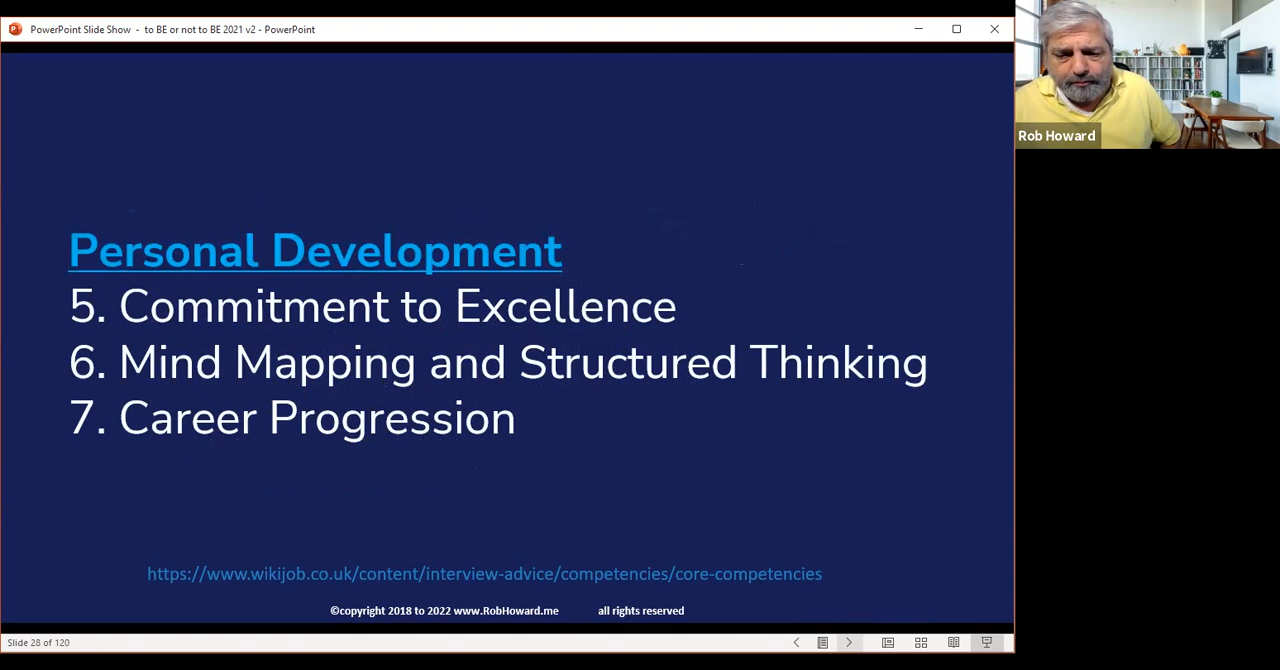 PowerPoint Slide Show - to BE or not to BE 2021 v2 - PowerPoint
Rob Howard
Personal Development
5. Commitment to Excellence
6. Mind Mapping and Structured Thinking
7. Career Progression
https://www.wikijob.co.uk/content/interview-advice/competencies/core-competencies
©copyright 2018 to 2022 www.RobHoward.me all rights reserved
Slide 28 of 120